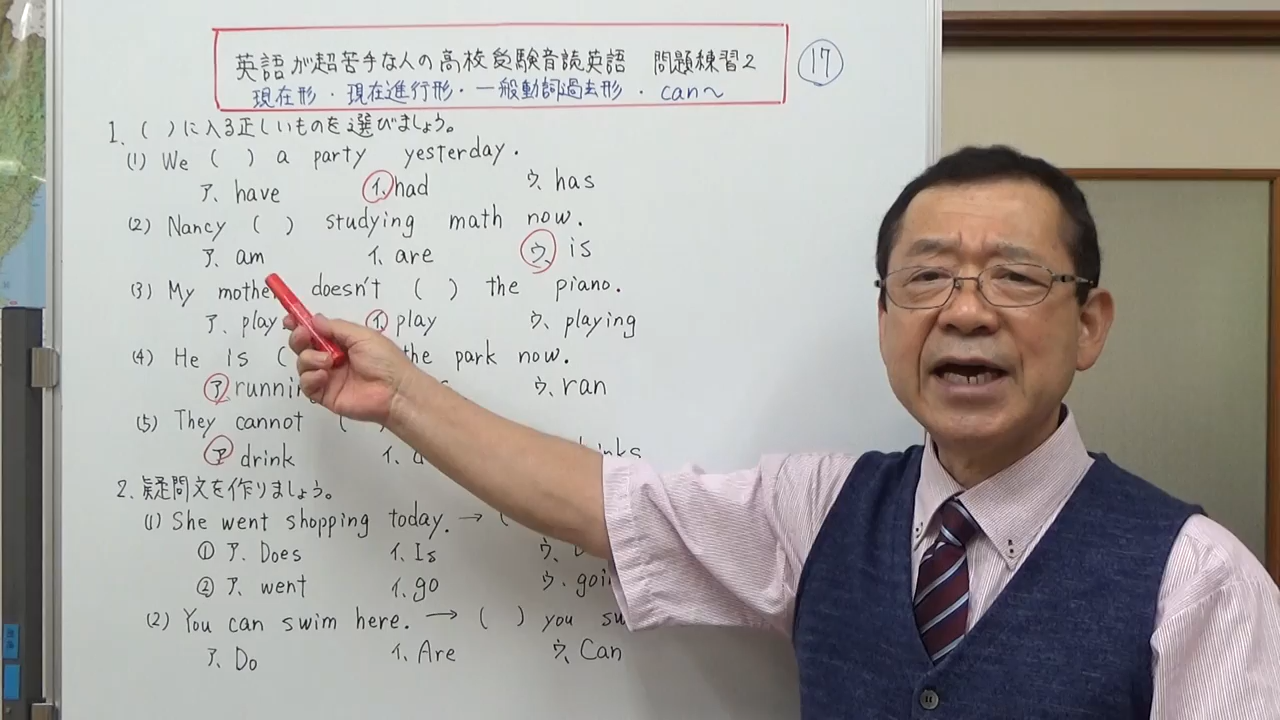 英語が超苦手な人の高校受験音読英語 問題練習2
17
現在形・現在進行形・一般動詞過去形・can～
1. ( )に入る正しいものを選びましょう。
(1) We ( ) a party yesterday.
ア. have イ. had ウ. has
(2) Nancy ( ) studying math now.
ア. am イ. are ウ. is
(3) My mother doesn't ( ) the piano.
ア. play イ. play ウ. playing
(4) He is ( the park now.
ア running ウ. ran
(5) They cannot (
ア drink イ.
2. 疑問文を作りましょう。
(1) She went shopping today. → (
① ア. Does イ. Is ウ.
② ア. went イ. go ウ. goi
(2) You can swim here. → ( ) you sw
ア. Do イ. Are ウ. Can